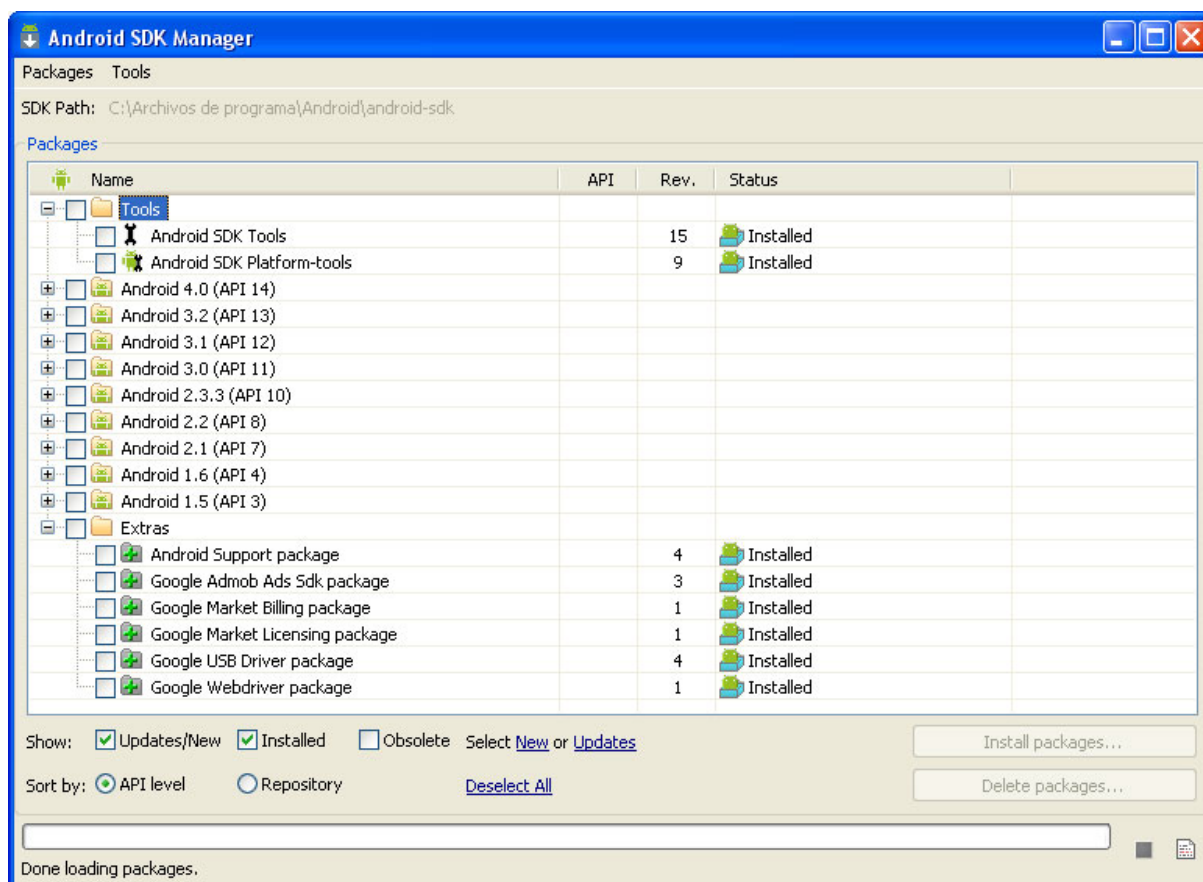 Android SDK Manager
Packages Tools
SDK Path: C:\Archivos de programa\Android\android-sdk
Packages
Name API Rev. Status
Tools
Android SDK Tools 15 Installed
Android SDK Platform-tools 9 Installed
Android 4.0 (API 14)
Android 3.2 (API 13)
Android 3.1 (API 12)
Android 3.0 (API 11)
Android 2.3.3 (API 10)
Android 2.2 (API 8)
Android 2.1 (API 7)
Android 1.6 (API 4)
Android 1.5 (API 3)
Extras
Android Support package 4 Installed
Google Admob Ads Sdk package 3 Installed
Google Market Billing package 1 Installed
Google Market Licensing package 1 Installed
Google USB Driver package 4 Installed
Google Webdriver package 1 Installed
Show: Updates/New Installed Obsolete Select New or Updates Install packages...
Sort by: API level Repository Deselect All Delete packages...
Done loading packages.